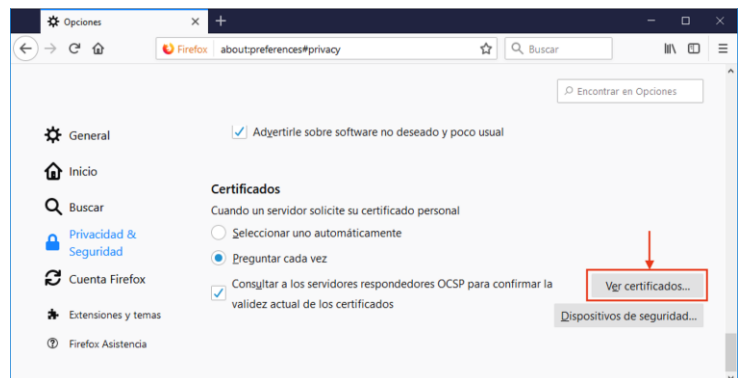 Opciones
Firefox about:preferences#privacy
Buscar
Encontrar en Opciones
General
Inicio
Buscar
Privacidad &
Seguridad
Cuenta Firefox
Extensiones y temas
Firefox Asistencia
Advertirle sobre software no deseado y poco usual
Certificados
Cuando un servidor solicite su certificado personal
Seleccionar uno automáticamente
Preguntar cada vez
Consultar a los servidores respondedores OCSP para confirmar la
validez actual de los certificados
Ver certificados...
Dispositivos de seguridad...